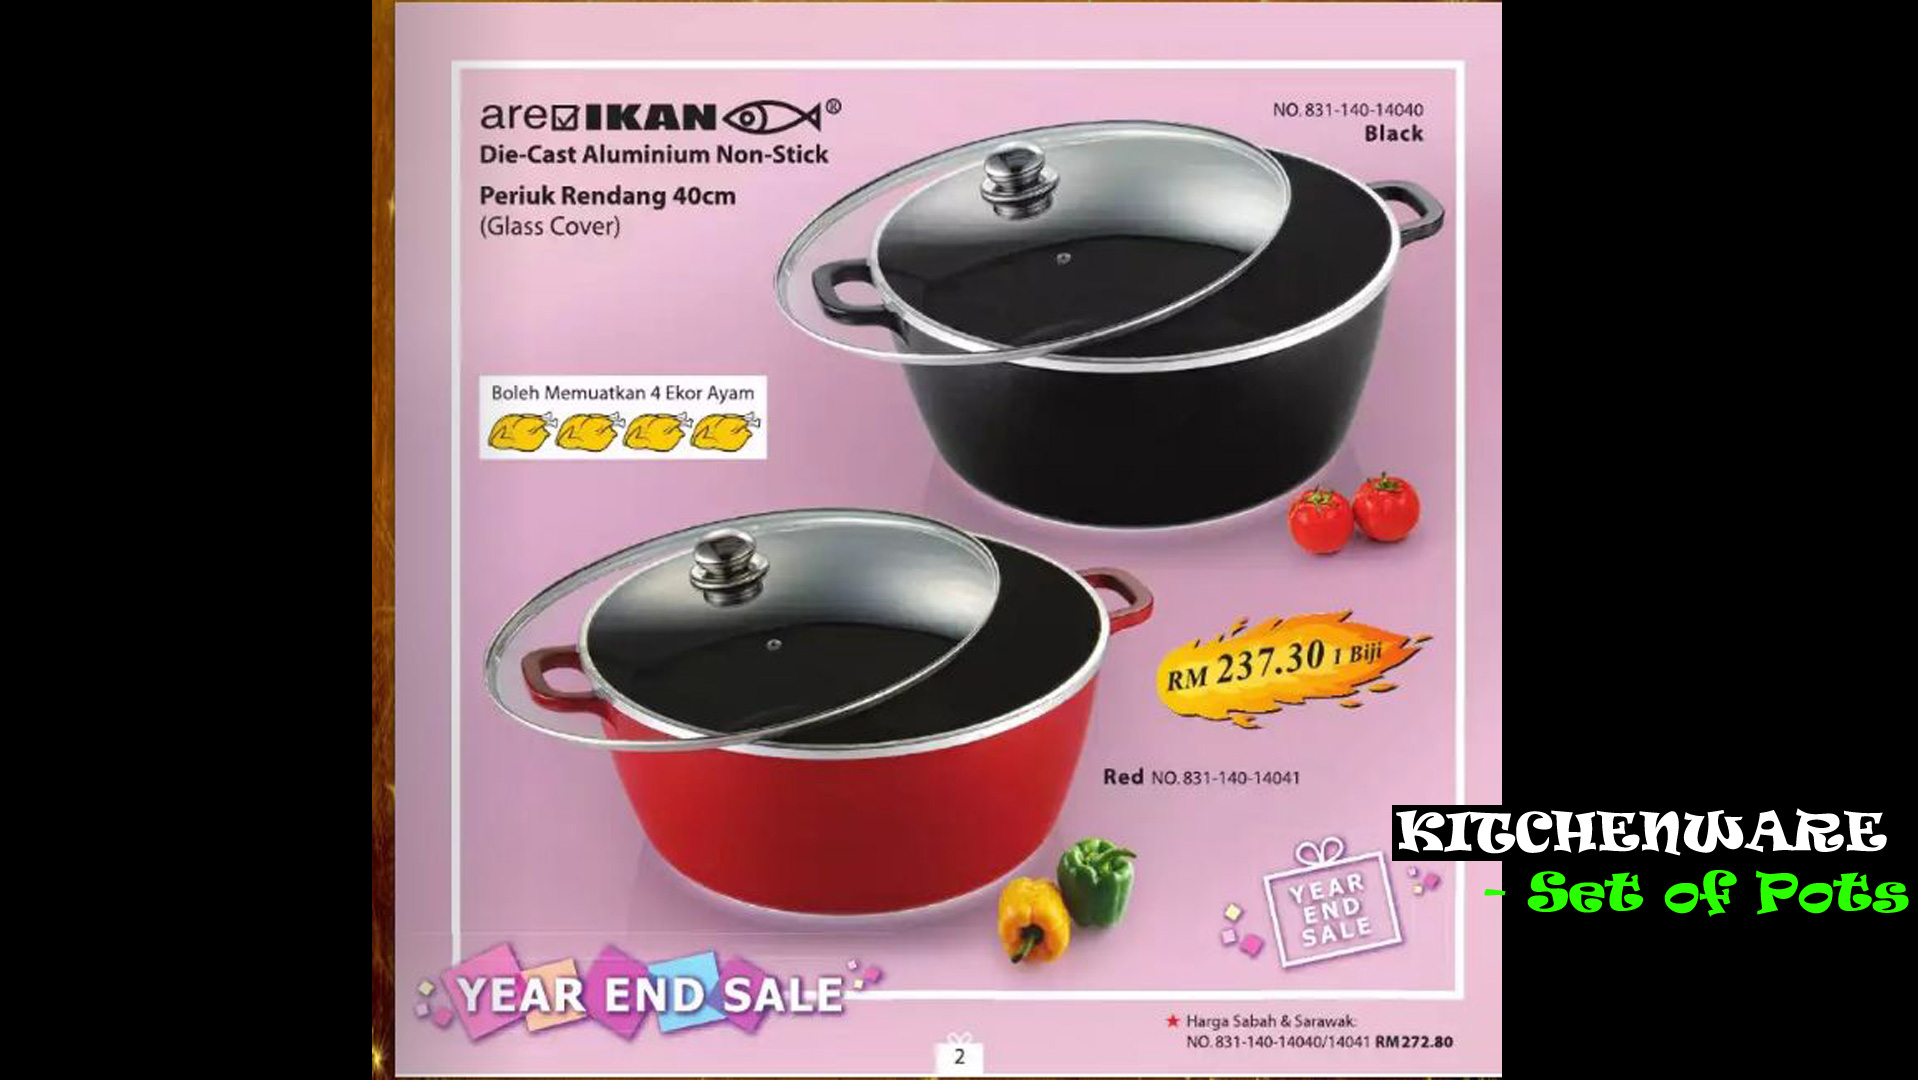 are IKAN ®
Die-Cast Aluminium Non-Stick
Periuk Rendang 40cm
(Glass Cover)
NO. 831-140-14040
Black
Boleh Memuatkan 4 Ekor Ayam
RM 237.30 1 Biji
Red NO. 831-140-14041
KITCHENWARE
- Set of Pots
YEAR
END
SALE
YEAR END SALE
★ Harga Sabah & Sarawak:
NO. 831-140-14040/14041 RM272.80
2